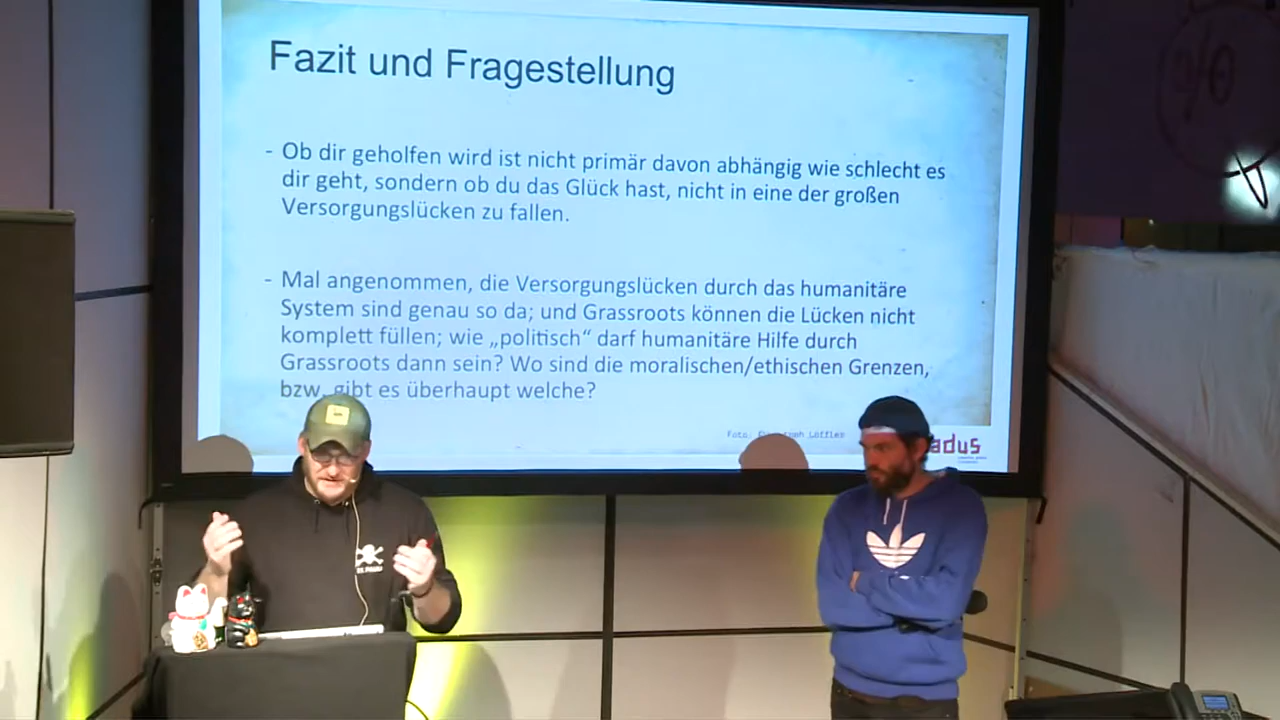 Fazit und Fragestellung
- Ob dir geholfen wird ist nicht primär davon abhängig wie schlecht es
dir geht, sondern ob du das Glück hast, nicht in eine der großen
Versorgungslücken zu fallen.
- Mal angenommen, die Versorgungslücken durch das humanitäre
System sind genau so da; und Grassroots können die Lücken nicht
komplett füllen; wie „politisch“ darf humanitäre Hilfe durch
Grassroots dann sein? Wo sind die moralischen/ethischen Grenzen,
bzw. gibt es überhaupt welche?
Foto: Löffler
adus